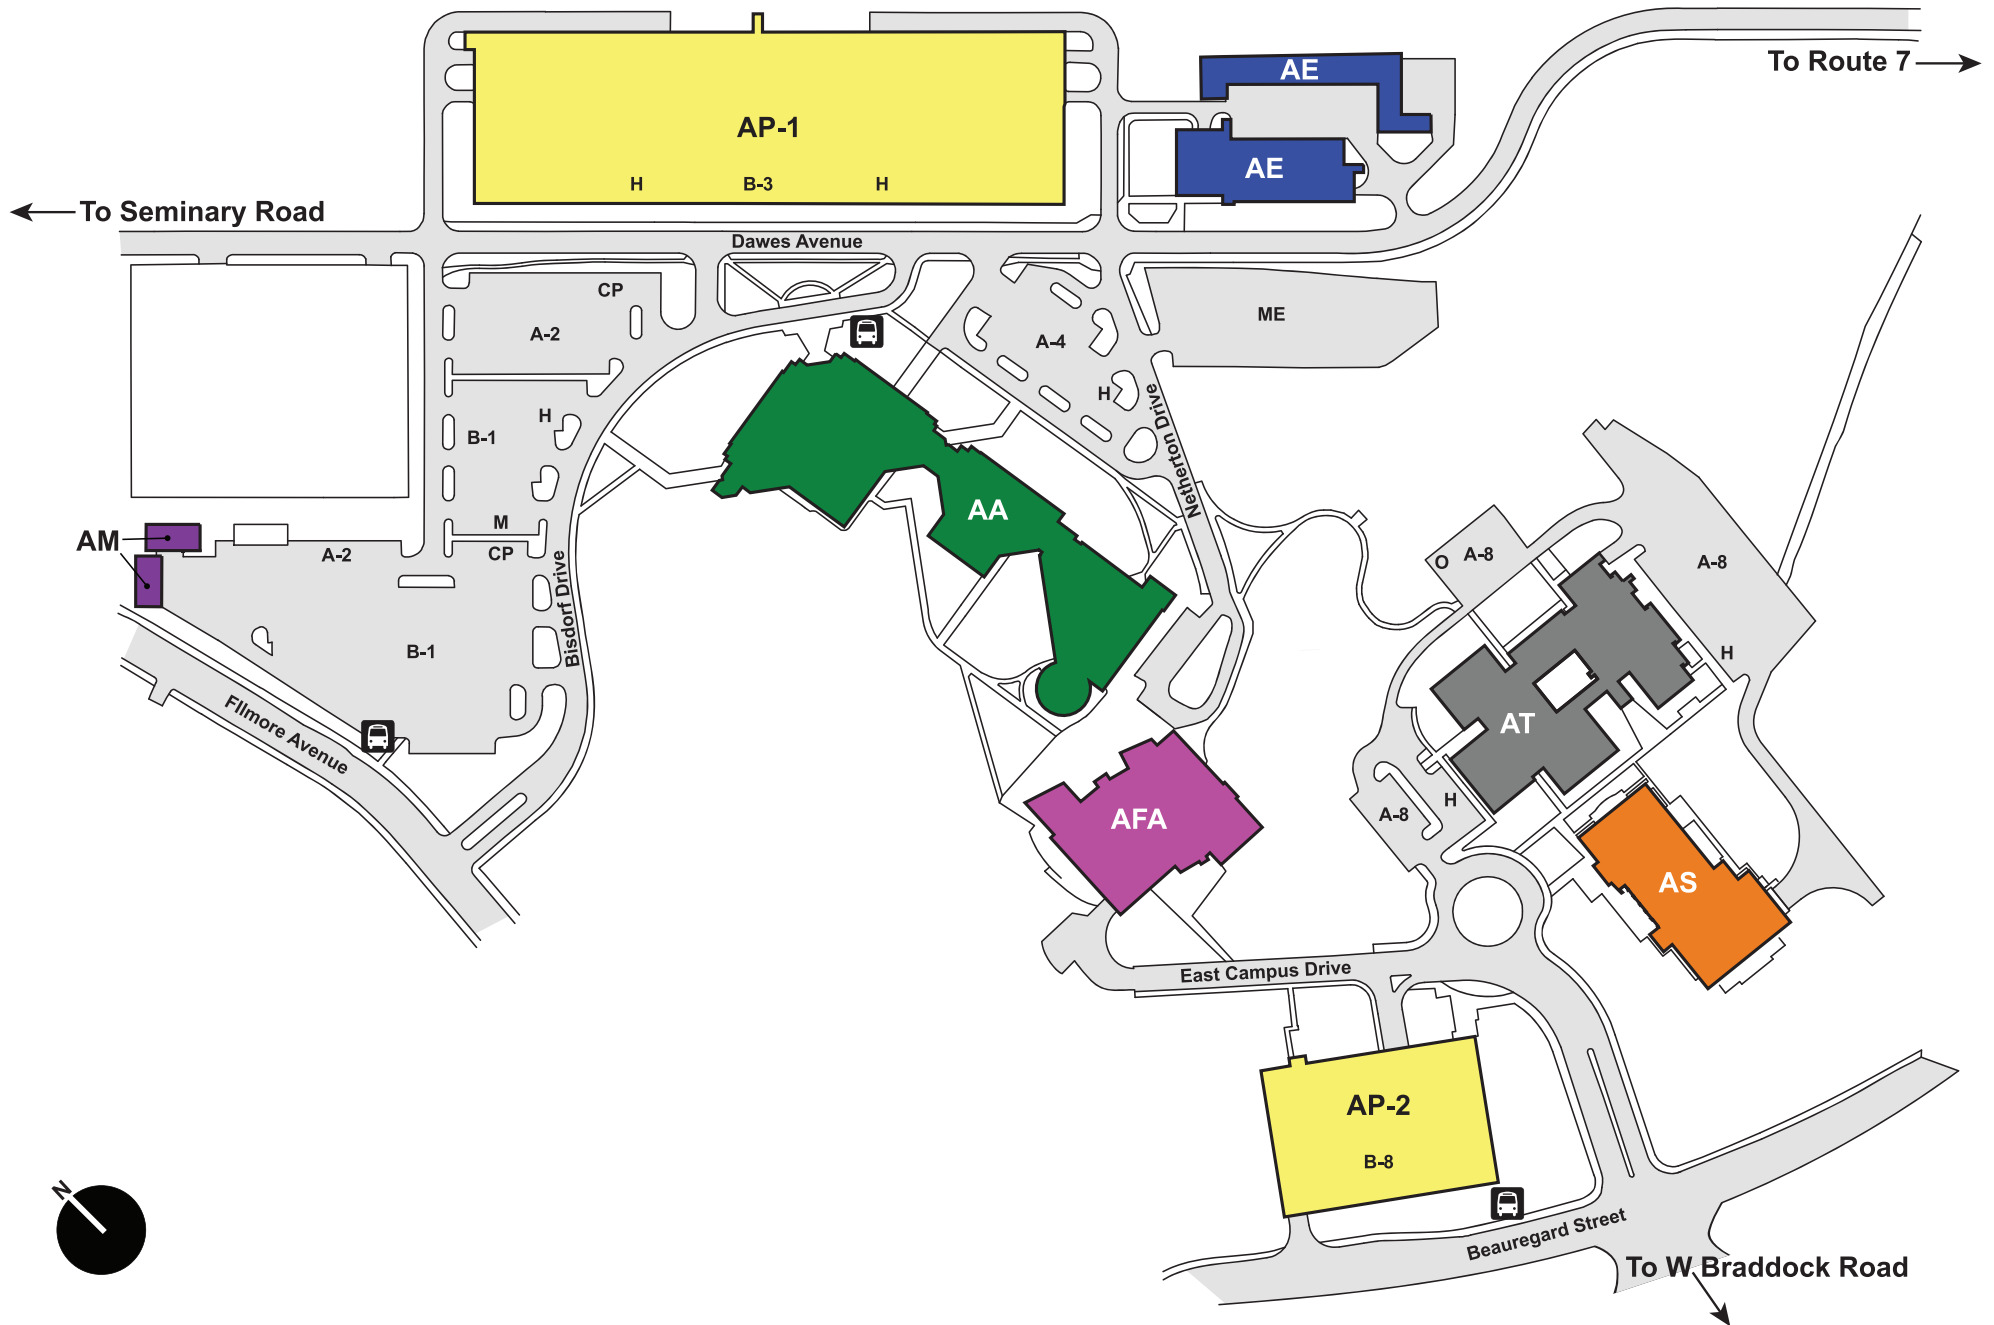 To Route 7
AE
AP-1
AE
H
B-3
H
To Seminary Road
Dawes Avenue
CP
ME
A-2
A-4
H
Netherton Drive
H
B-1
AA
M
AM
A-2
CP
O
A-8
A-8
Bisdorf Drive
B-1
H
Filmore Avenue
AT
H
A-8
AFA
AS
East Campus Drive
AP-2
B-8
N
Beauregard Street
To W Braddock Road